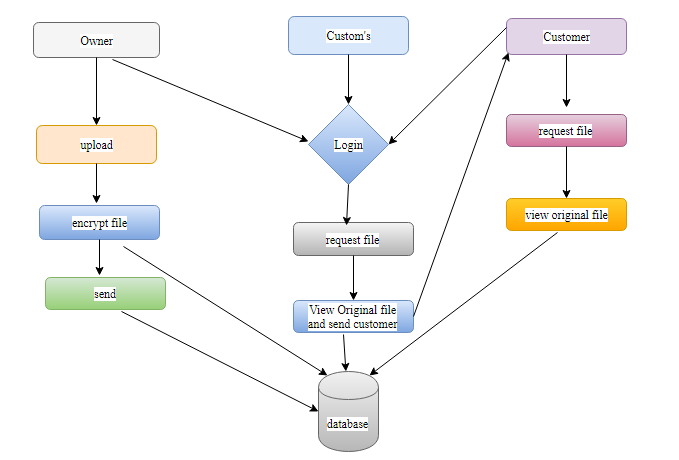 Owner
Custom's
Customer
upload
Login
request file
encrypt file
view original file
request file
send
View Original file
and send customer
database